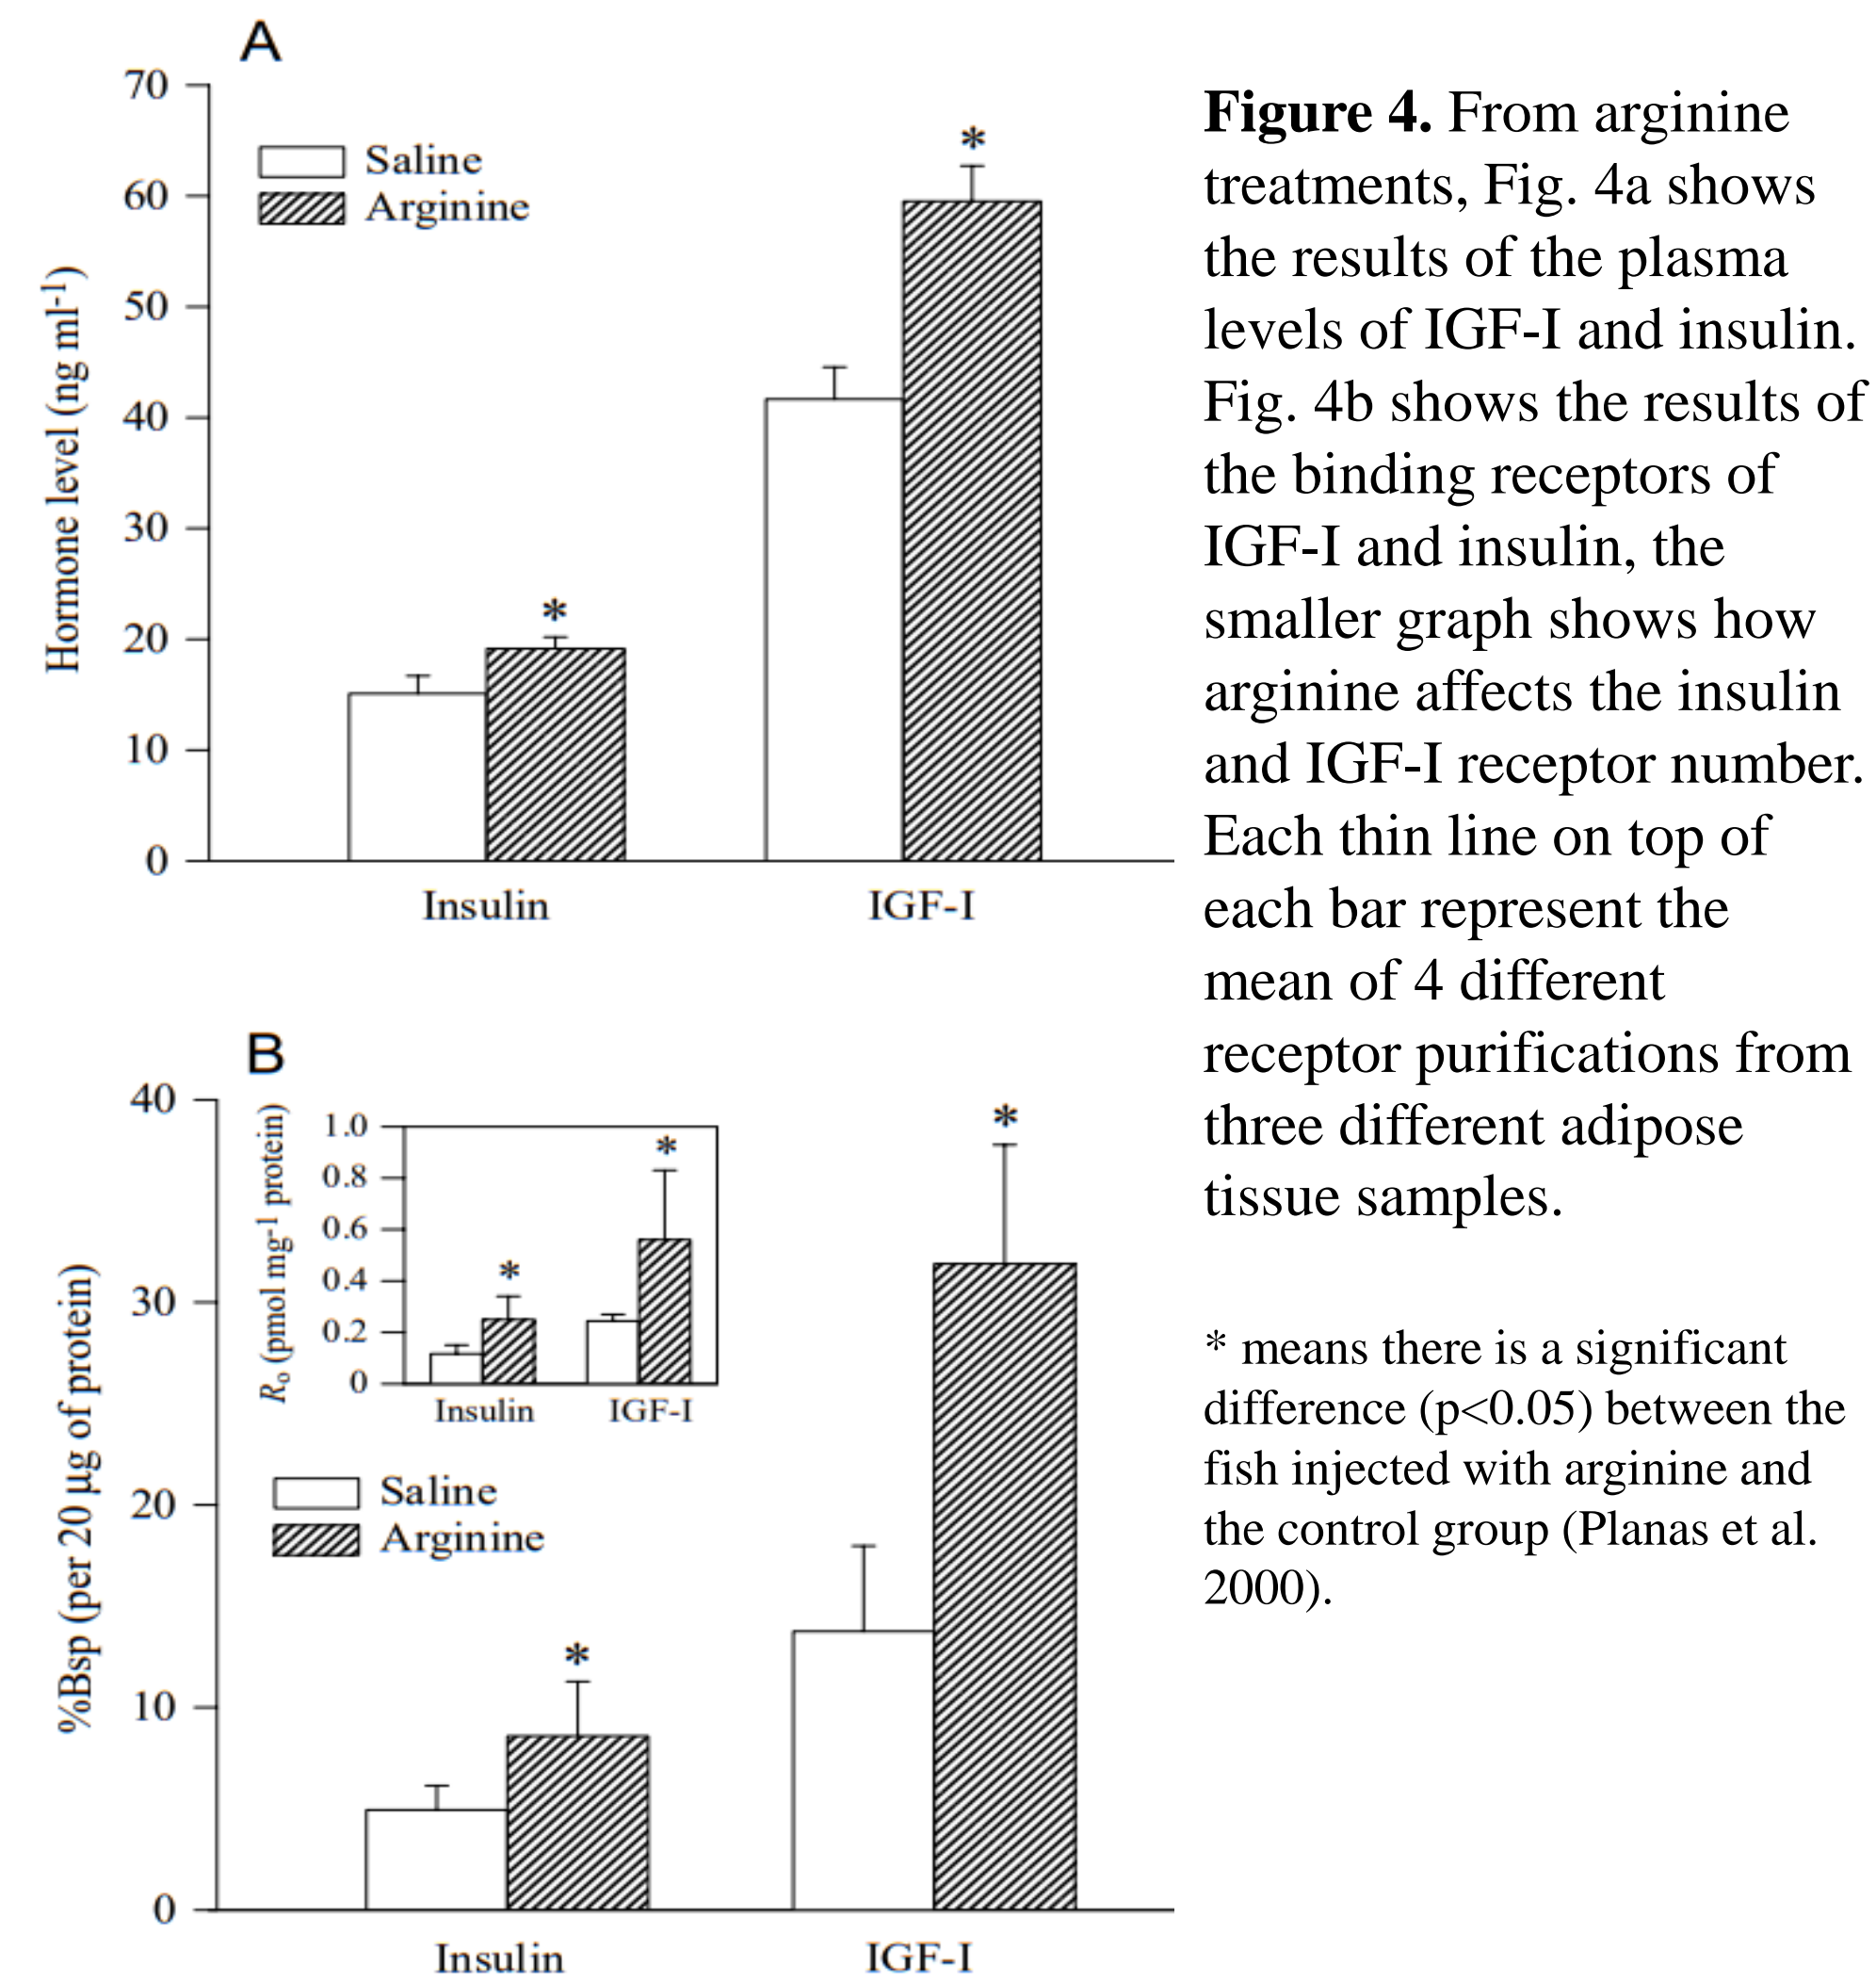 A
70
60
50
40
30
20
10
0
Hormone level (ng ml-1)
Saline
Arginine
*
*
Insulin
IGF-I
B
40
30
20
10
0
%Bsp (per 20 µg of protein)
1.0
0.8
0.6
0.4
0.2
0
Ro (pmol mg-1 protein)
*
*
Insulin
IGF-I
Saline
Arginine
*
*
Insulin
IGF-I
Figure 4. From arginine
treatments, Fig. 4a shows
the results of the plasma
levels of IGF-I and insulin.
Fig. 4b shows the results of
the binding receptors of
IGF-I and insulin, the
smaller graph shows how
arginine affects the insulin
and IGF-I receptor number.
Each thin line on top of
each bar represent the
mean of 4 different
receptor purifications from
three different adipose
tissue samples.
* means there is a significant
difference (p<0.05) between the
fish injected with arginine and
the control group (Planas et al.
2000).